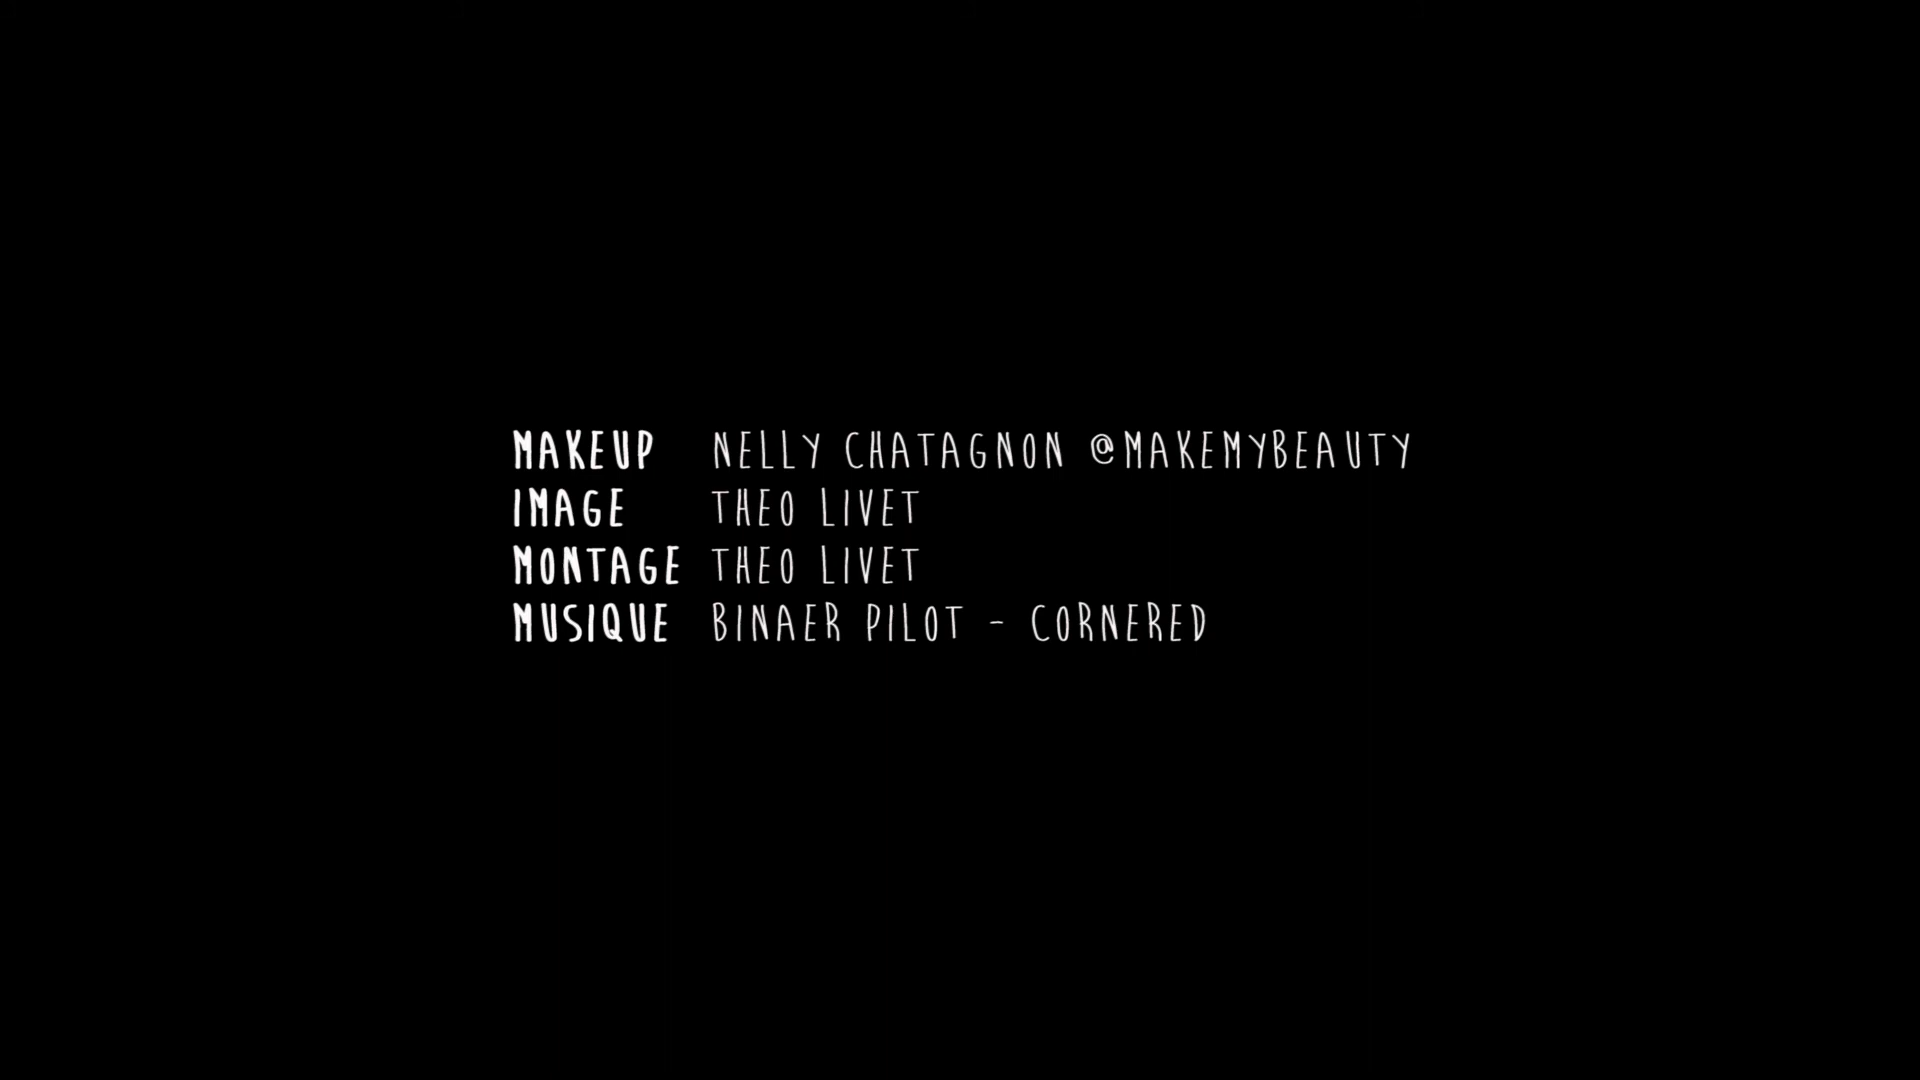 MAKEUP NELLY CHATAGNON @MAKEMYBEAUTY
IMAGE THEO LIVET
MONTAGE THEO LIVET
MUSIQUE BINAER PILOT - CORNERED